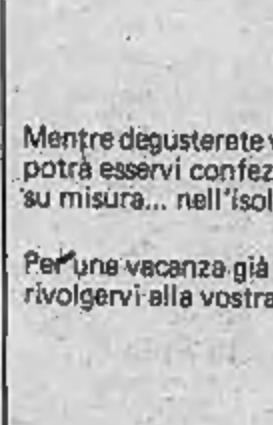 Mentre degusterete
potrà esservi confez
su misura... nell'isol
Per una vacanza già
rivolgervi alla vostra